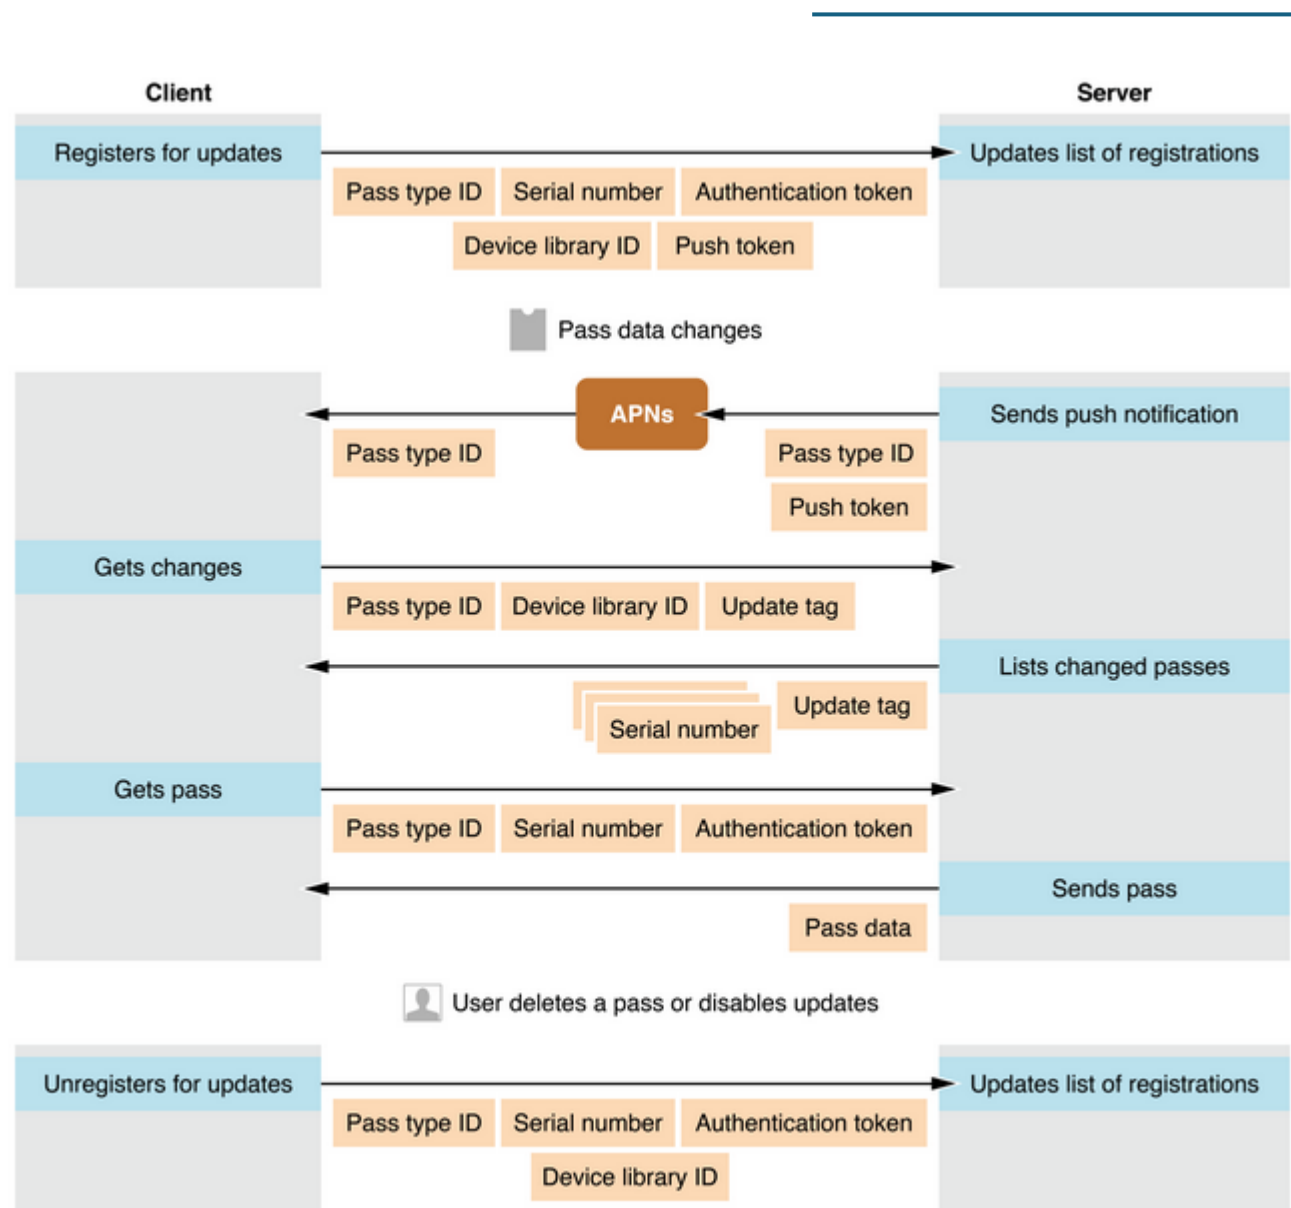 Client
Server
Registers for updates
Updates list of registrations
Pass type ID
Serial number
Authentication token
Device library ID
Push token
Pass data changes
APNs
Sends push notification
Pass type ID
Pass type ID
Push token
Gets changes
Pass type ID
Device library ID
Update tag
Lists changed passes
Update tag
Serial number
Gets pass
Pass type ID
Serial number
Authentication token
Sends pass
Pass data
User deletes a pass or disables updates
Unregisters for updates
Updates list of registrations
Pass type ID
Serial number
Authentication token
Device library ID